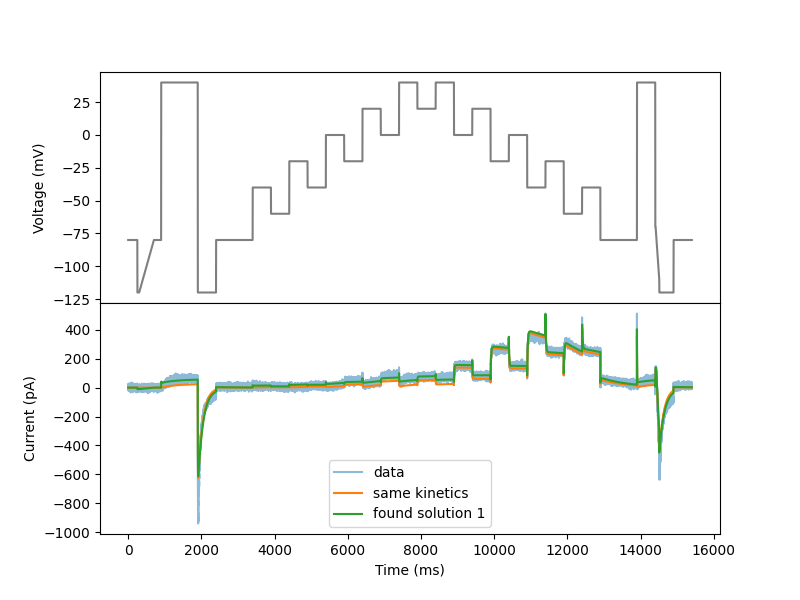 25
0
−25
−50
−75
−100
−125
Voltage (mV)
400
200
0
−200
−400
−600
−800
−1000
Current (pA)
data
same kinetics
found solution 1
0 2000 4000 6000 8000 10000 12000 14000 16000
Time (ms)